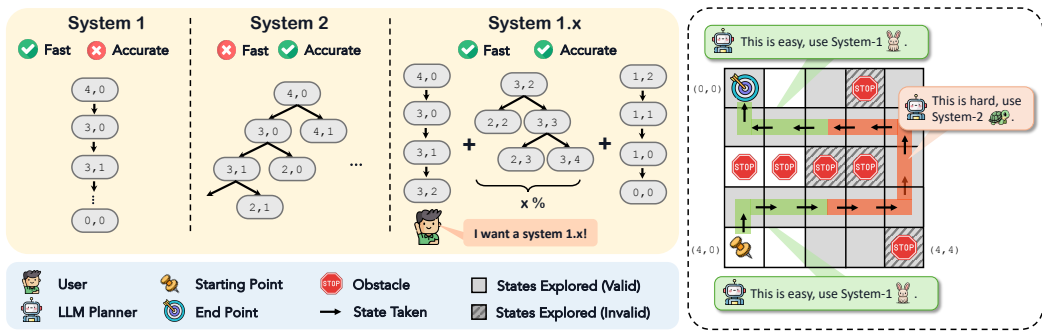 System 1
Fast
Accurate
4,0
3,0
3,1
⋮
0,0
System 2
Fast
Accurate
4,0
3,0
4,1
3,1
2,0
...
2,1
System 1.x
Fast
Accurate
4,0
3,0
3,1
3,2
+
3,2
2,2
3,3
2,3
3,4
x %
+
1,2
1,1
1,0
0,0
I want a system 1.x!
User
LLM Planner
Starting Point
End Point
STOP
Obstacle
State Taken
States Explored (Valid)
States Explored (Invalid)
This is easy, use System-1 .
(0,0)
STOP
This is hard, use
System-2 .
STOP
STOP
STOP
STOP
(4,0)
STOP
(4,4)
This is easy, use System-1 .